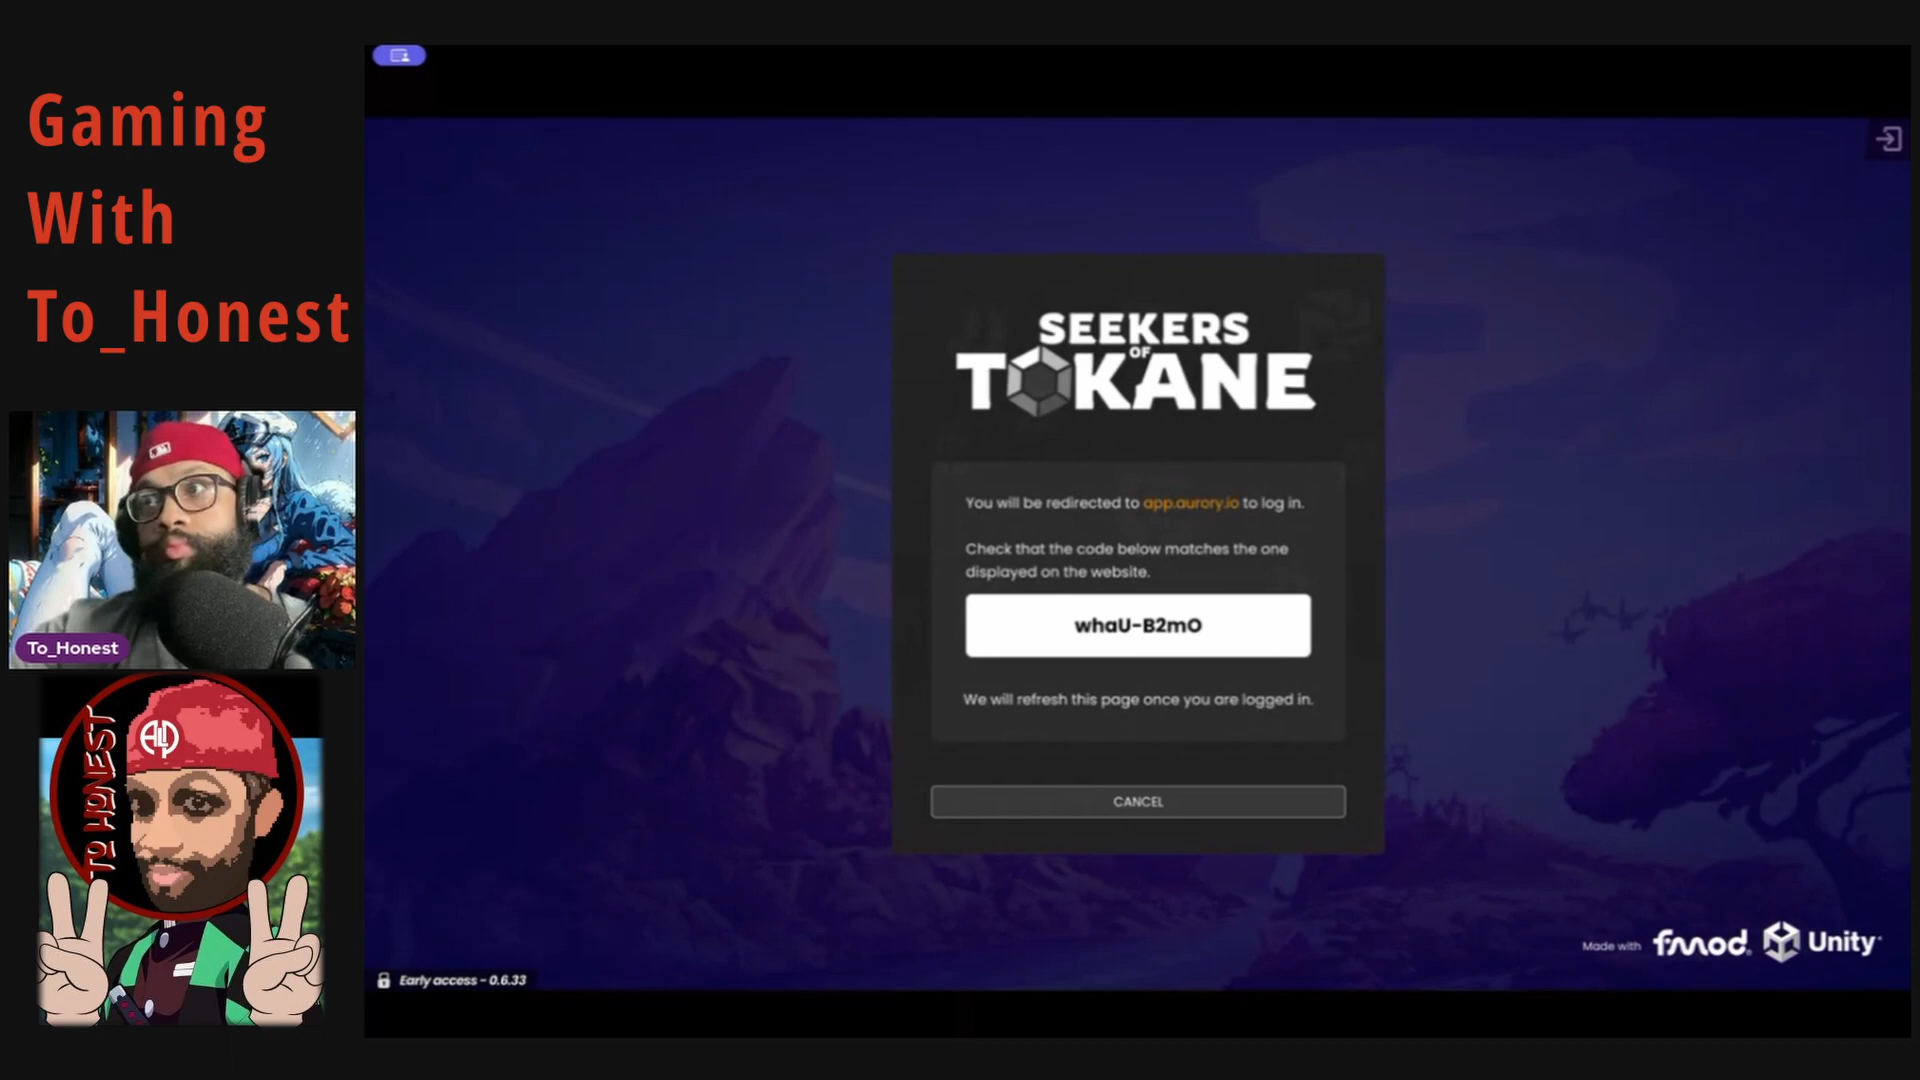 Gaming
With
To_Honest
To_Honest
TO HONEST
SEEKERS
OF
TOKANE
You will be redirected to app.aurory.io to log in.
Check that the code below matches the one
displayed on the website.
whaU-B2mO
We will refresh this page once you are logged in.
CANCEL
Made with fmod Unity
Early access - 0.6.33